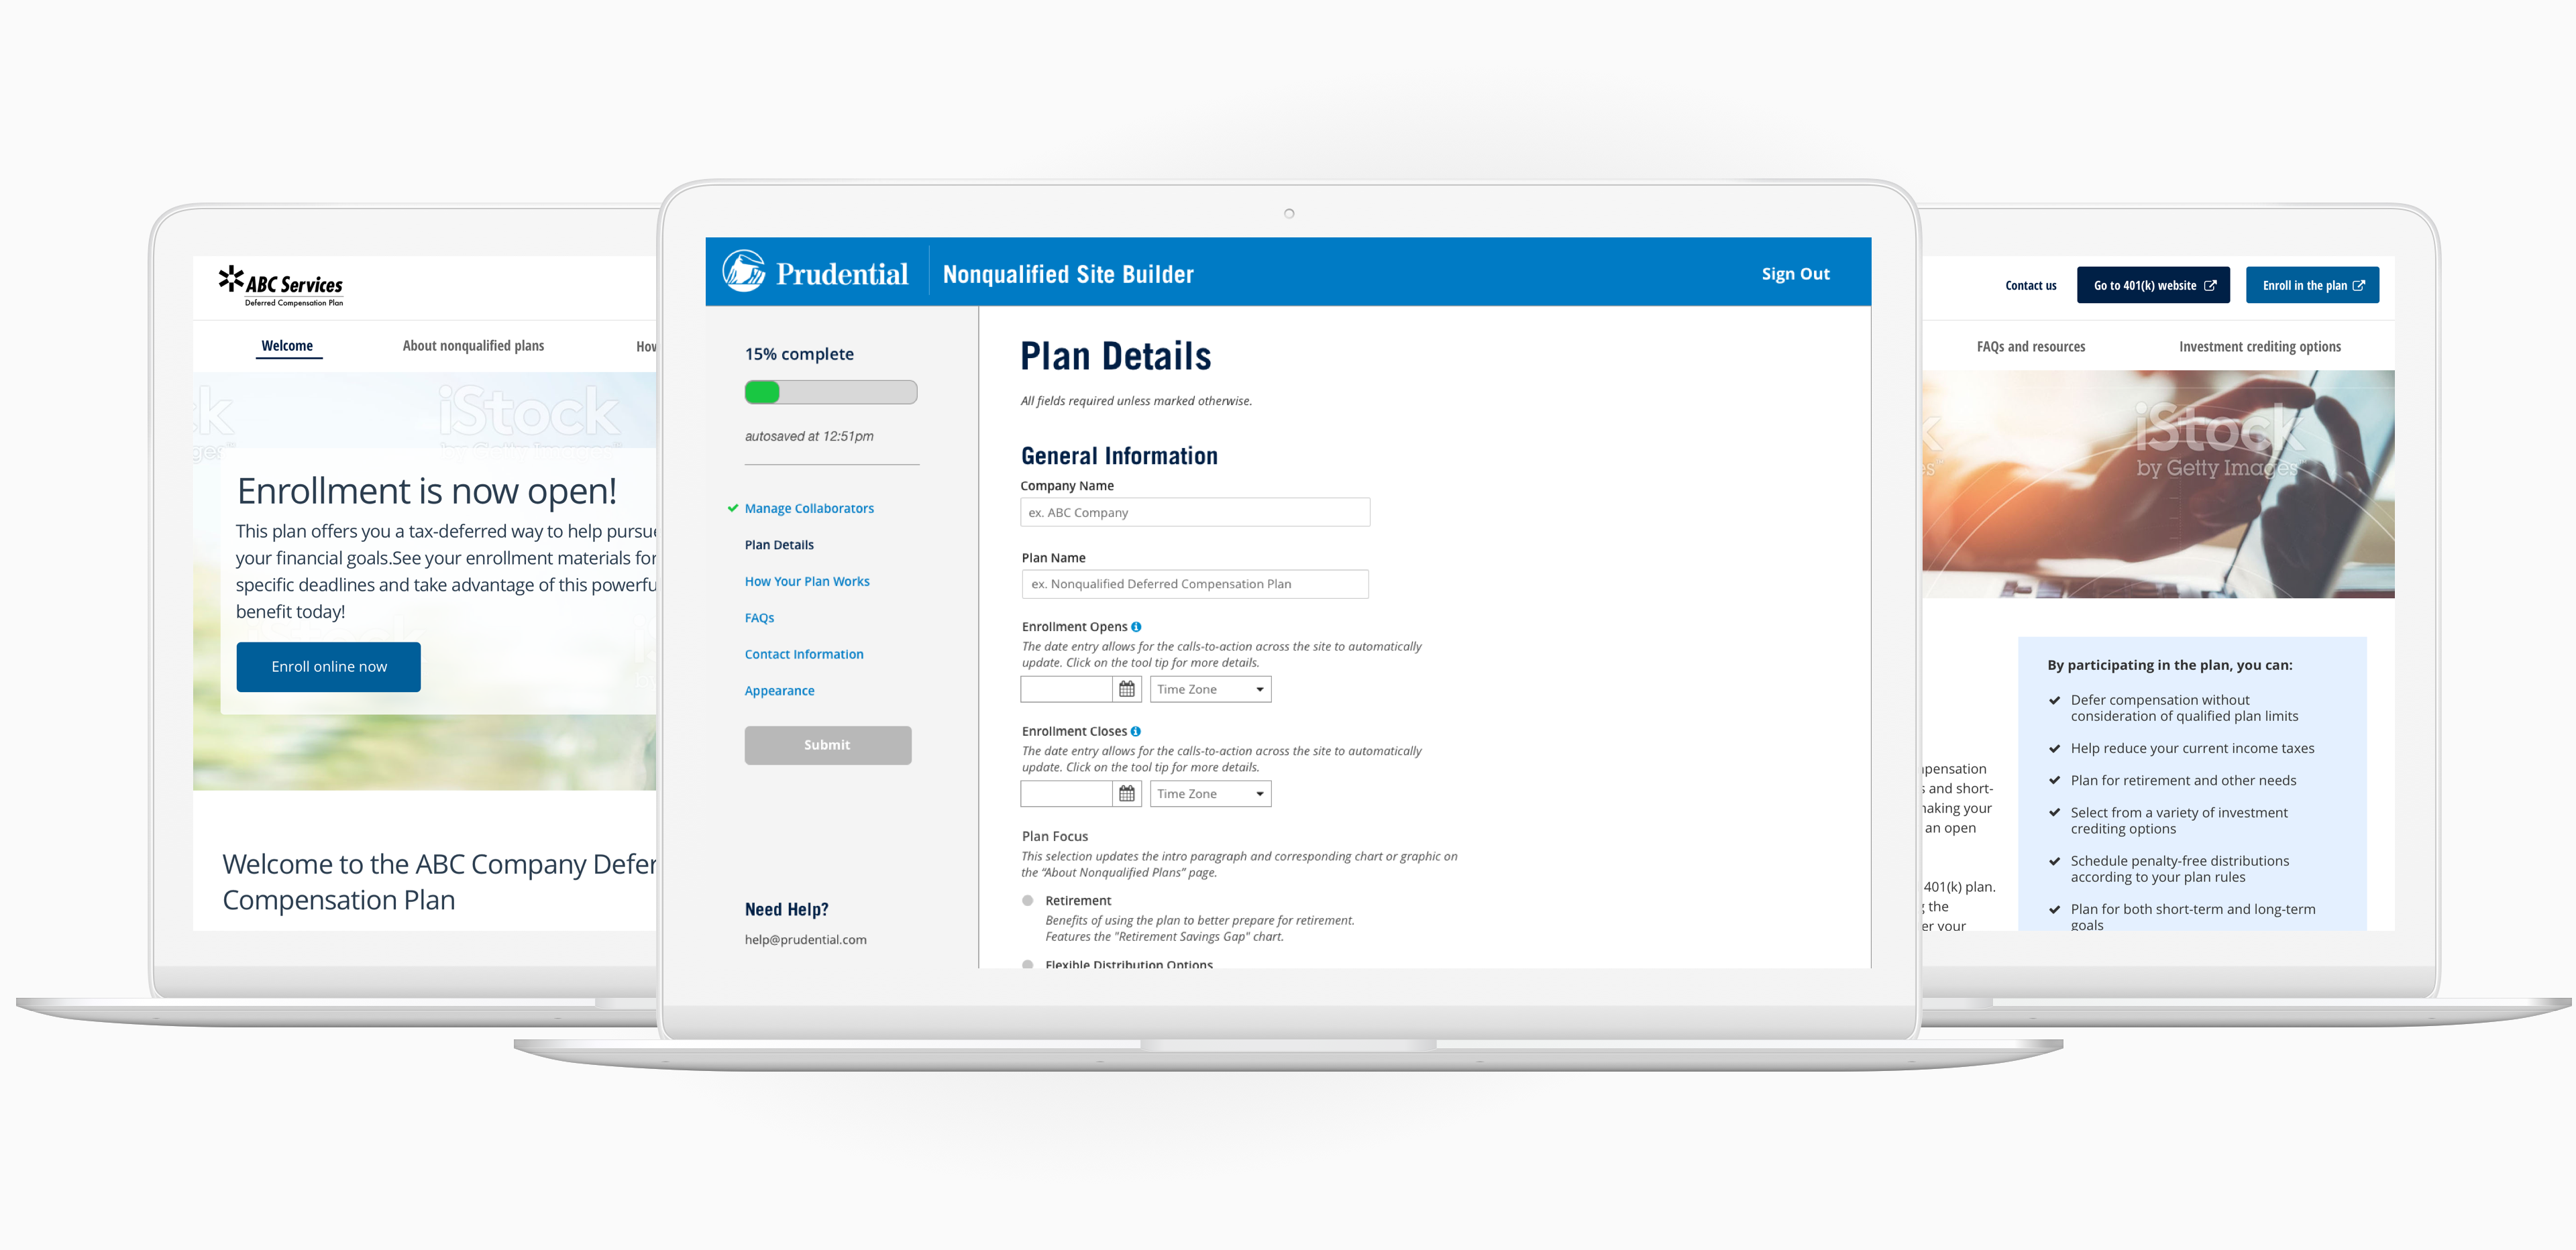 ABC Services
Deferred Compensation Plan
Welcome
About nonqualified plans
iStock
by Getty Images
Enrollment is now open!
This plan offers you a tax-deferred way to help pursue
your financial goals.See your enrollment materials for
specific deadlines and take advantage of this
benefit today!
Enroll online now
Welcome to the ABC Company
Compensation Plan
Prudential
Nonqualified Site Builder
Sign Out
15% complete
autosaved at 12:51pm
Manage Collaborators
Plan Details
How Your Plan Works
FAQs
Contact Information
Appearance
Submit
Need Help?
help@prudential.com
Plan Details
All fields required unless marked otherwise.
General Information
Company Name
ex. ABC Company
Plan Name
ex. Nonqualified Deferred Compensation Plan
Enrollment Opens
The date entry allows for the calls-to-action across the site to automatically
update. Click on the tool tip for more details.
Time Zone
Enrollment Closes
The date entry allows for the calls-to-action across the site to automatically
update. Click on the tool tip for more details.
Time Zone
Plan Focus
This selection updates the intro paragraph and corresponding chart or graphic on
the “About Nonqualified Plans” page.
Retirement
Benefits of using the plan to better prepare for retirement.
Features the "Retirement Savings Gap" chart.
Flexible Distribution Options
Contact us
Go to 401(k) website
Enroll in the plan
FAQs and resources
Investment crediting options
iStock
by Getty Images
and short-
your
an open
401(k) plan.
the
your
By participating in the plan, you can:
Defer compensation without
consideration of qualified plan limits
Help reduce your current income taxes
Plan for retirement and other needs
Select from a variety of investment
crediting options
Schedule penalty-free distributions
according to your plan rules
Plan for both short-term and long-term
goals